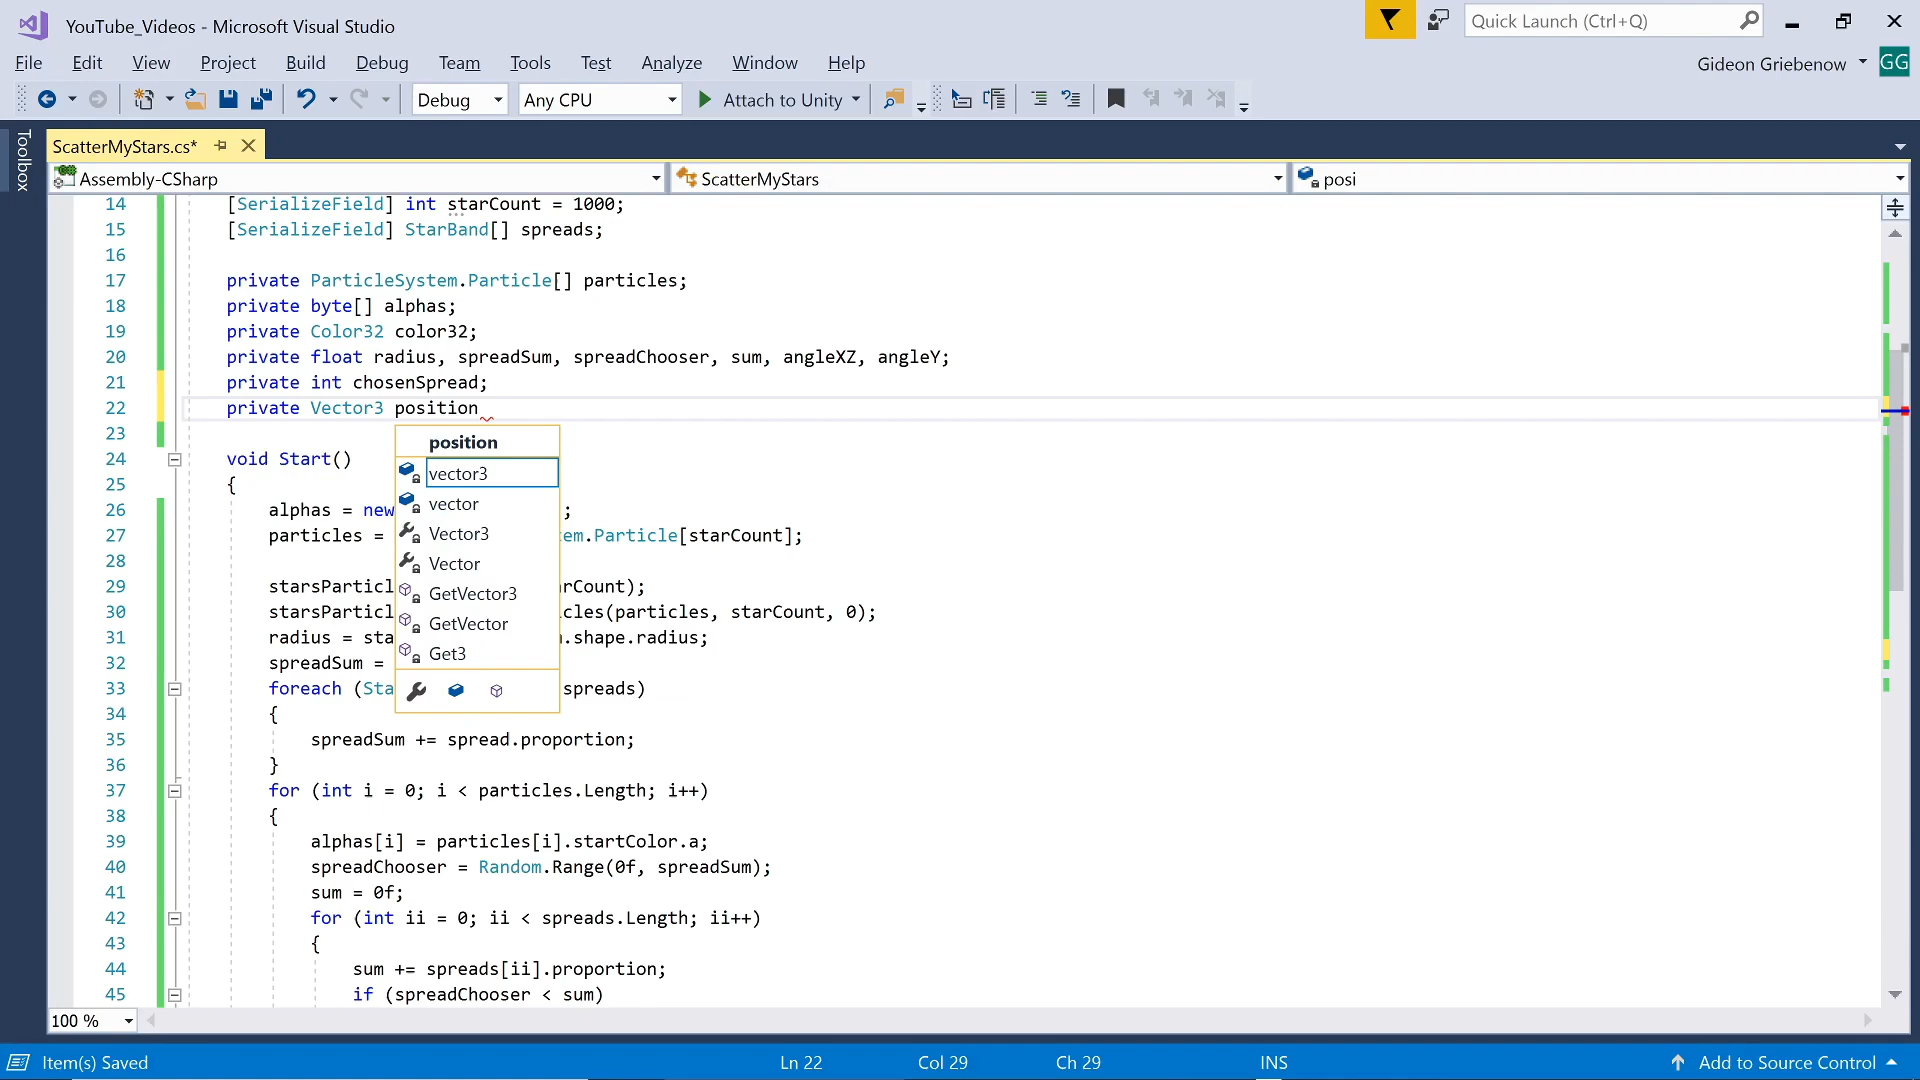 YouTube_Videos - Microsoft Visual Studio
Quick Launch (Ctrl+Q)
File Edit View Project Build Debug Team Tools Test Analyze Window Help
Gideon Griebenow
GG
Debug
Any CPU
Attach to Unity
Toolbox
ScatterMyStars.cs*
Assembly-CSharp
ScatterMyStars
posi
14 [SerializeField] int starCount = 1000;
15 [SerializeField] StarBand[] spreads;
16
17 private ParticleSystem.Particle[] particles;
18 private byte[] alphas;
19 private Color32 color32;
20 private float radius, spreadSum, spreadChooser, sum, angleXZ, angleY;
21 private int chosenSpread;
22 private Vector3 position
23
24 void Start()
25 {
26 alphas = new ;
27 particles = em.Particle[starCount];
28
29 starsParticl rCount);
30 starsParticl cles(particles, starCount, 0);
31 radius = sta .shape.radius;
32 spreadSum =
33 foreach (Sta spreads)
34 {
35 spreadSum += spread.proportion;
36 }
37 for (int i = 0; i < particles.Length; i++)
38 {
39 alphas[i] = particles[i].startColor.a;
40 spreadChooser = Random.Range(0f, spreadSum);
41 sum = 0f;
42 for (int ii = 0; ii < spreads.Length; ii++)
43 {
44 sum += spreads[ii].proportion;
45 if (spreadChooser < sum)
position
vector3
vector
Vector3
Vector
GetVector3
GetVector
Get3
100 %
Item(s) Saved
Ln 22
Col 29
Ch 29
INS
Add to Source Control